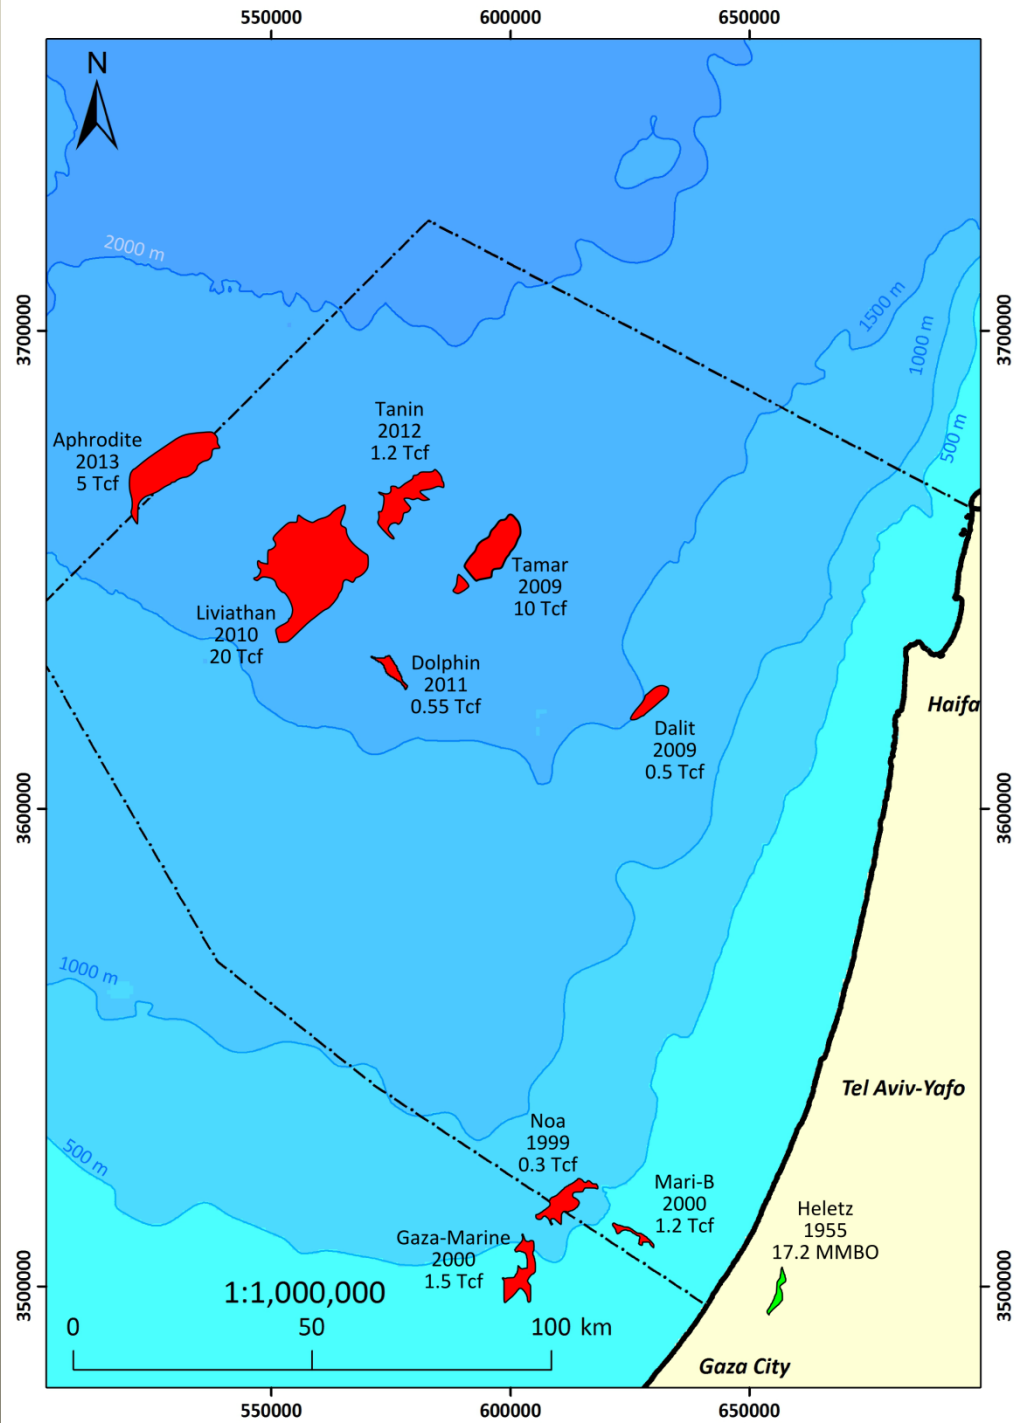 550000
600000
650000
N
2000 m
1500 m
3700000
3700000
1000 m
500 m
Tanin
2012
1.2 Tcf
Aphrodite
2013
5 Tcf
Tamar
2009
10 Tcf
Liviathan
2010
20 Tcf
Dolphin
2011
0.55 Tcf
Haifa
Dalit
2009
0.5 Tcf
3600000
3600000
1000 m
Tel Aviv-Yafo
500 m
Noa
1999
0.3 Tcf
Mari-B
2000
1.2 Tcf
Heletz
1955
17.2 MMBO
Gaza-Marine
2000
1.5 Tcf
3500000
3500000
1:1,000,000
0
50
100 km
Gaza City
550000
600000
650000